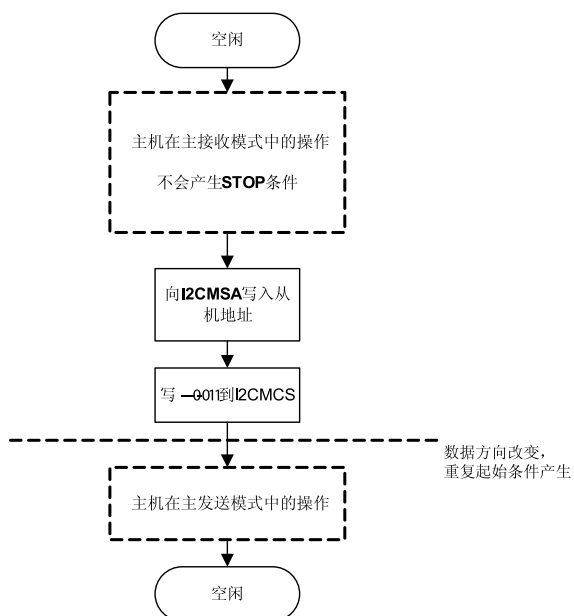 空闲
主机在主接收模式中的操作
不会产生STOP条件
向I2CMSA写入从
机地址
写 ---0-011到I2CMCS
数据方向改变，
重复起始条件产生
主机在主发送模式中的操作
空闲